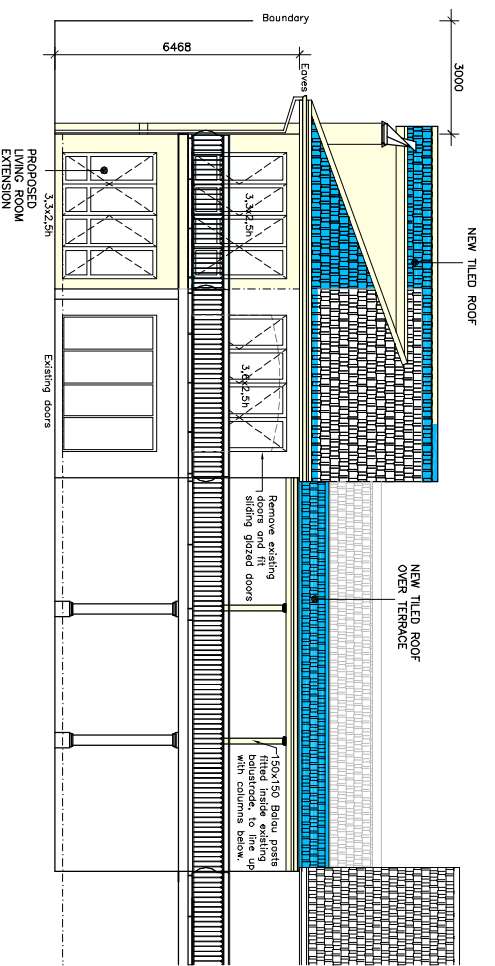 Boundary
3000
6468
Eaves
NEW TILED ROOF
3,3x2,5h
3,3x2,5h
PROPOSED
LIVING ROOM
EXTENSION
3,6x2,5h
Existing doors
Remove existing
doors and fit
sliding glazed doors
NEW TILED ROOF
OVER TERRACE
150x150 Balau posts
fitted inside existing
balustrade, to line up
with columns below.